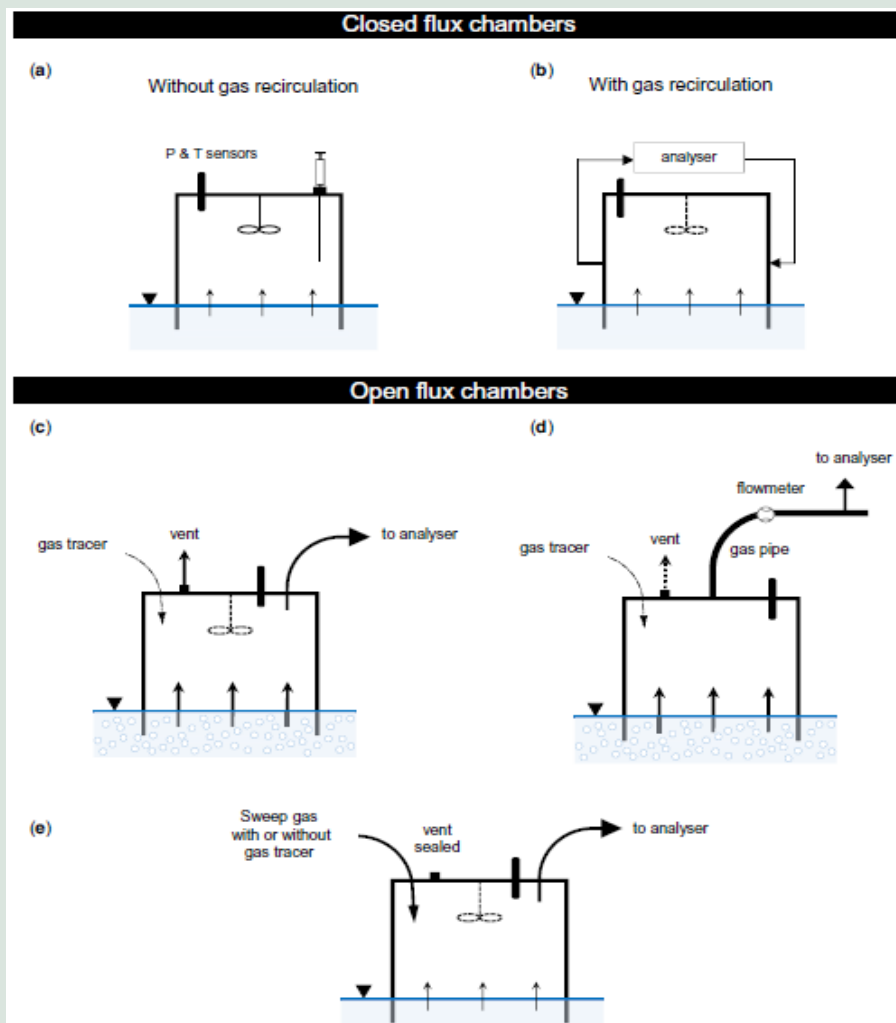 Closed flux chambers
(a)
Without gas recirculation
P & T sensors
(b)
With gas recirculation
analyser
Open flux chambers
(c)
gas tracer
vent
to analyser
(d)
gas tracer
vent
gas pipe
flowmeter
to analyser
(e)
Sweep gas
with or without
gas tracer
vent
sealed
to analyser